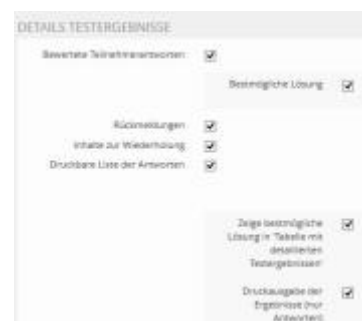 DETAILS TESTERGEBNISSE
Bewertete Teilnehmerantworten
Bestmögliche Lösung
Rückmeldungen
Inhalte zur Wiederholung
Druckbare Liste der Antworten
Zeige bestmögliche
Lösung in 'Tabelle mit
detaillierten
Testergebnissen'
Druckausgabe der
Ergebnisse (nur
Antworten)